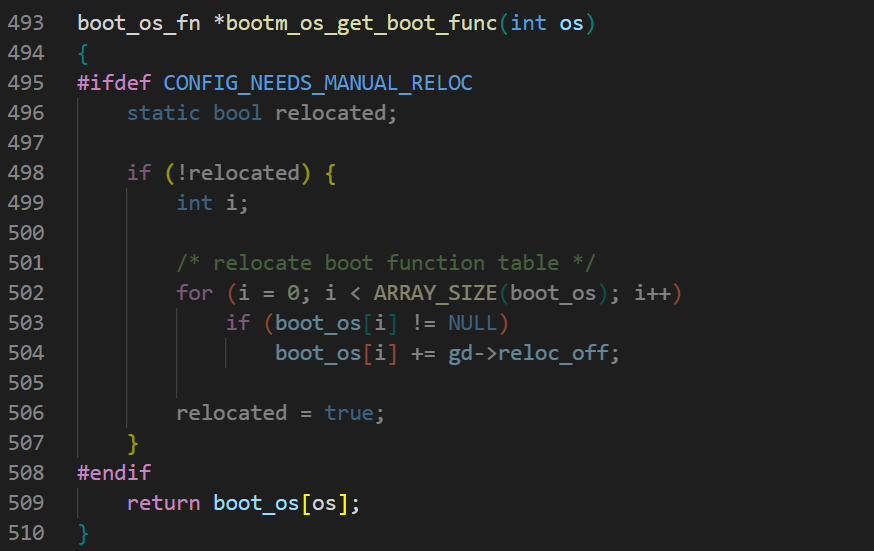 493 boot_os_fn *bootm_os_get_boot_func(int os)
494 {
495 #ifdef CONFIG_NEEDS_MANUAL_RELOC
496     static bool relocated;
497
498     if (!relocated) {
499         int i;
500
501         /* relocate boot function table */
502         for (i = 0; i < ARRAY_SIZE(boot_os); i++)
503             if (boot_os[i] != NULL)
504                 boot_os[i] += gd->reloc_off;
505
506         relocated = true;
507     }
508 #endif
509     return boot_os[os];
510 }